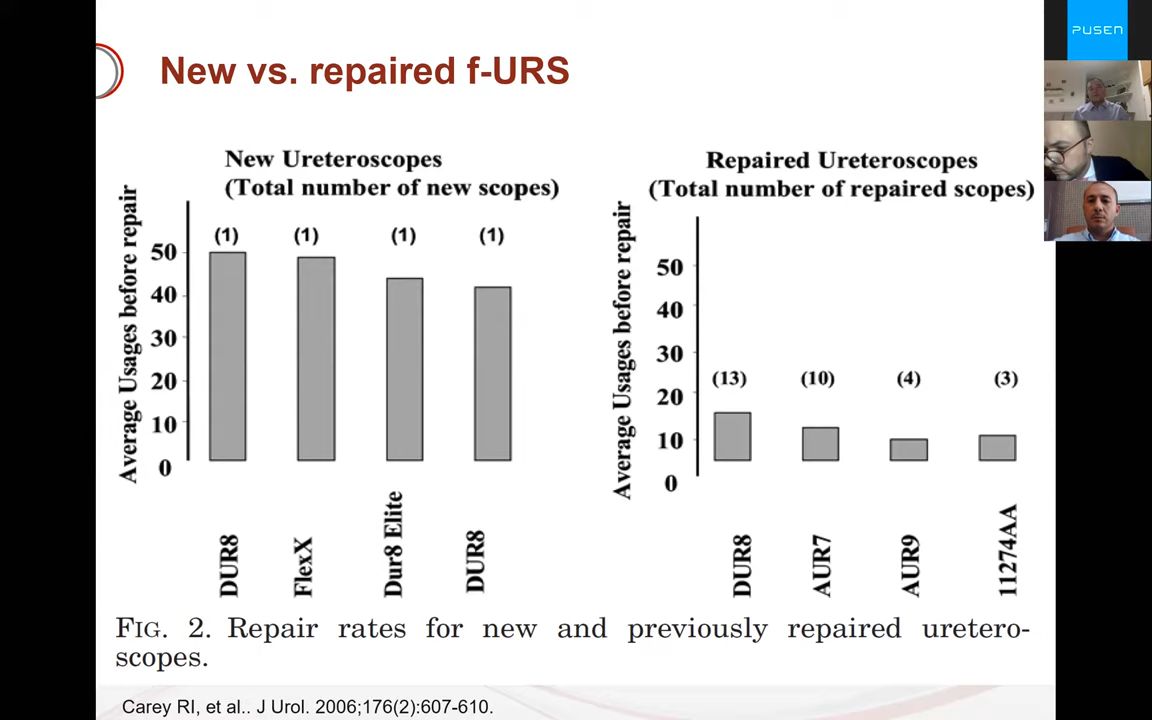 PUSEN
New vs. repaired f-URS
New Ureteroscopes
(Total number of new scopes)
Average Usages before repair
50
40
30
20
10
0
(1)
(1)
(1)
(1)
DUR8
FlexX
Dur8 Elite
DUR8
Repaired Ureteroscopes
(Total number of repaired scopes)
Average Usages before repair
50
40
30
20
10
0
(13)
(10)
(4)
(3)
DUR8
AUR7
AUR9
11274AA
FIG. 2. Repair rates for new and previously repaired uretero-
scopes.
Carey RI, et al.. J Urol. 2006;176(2):607-610.